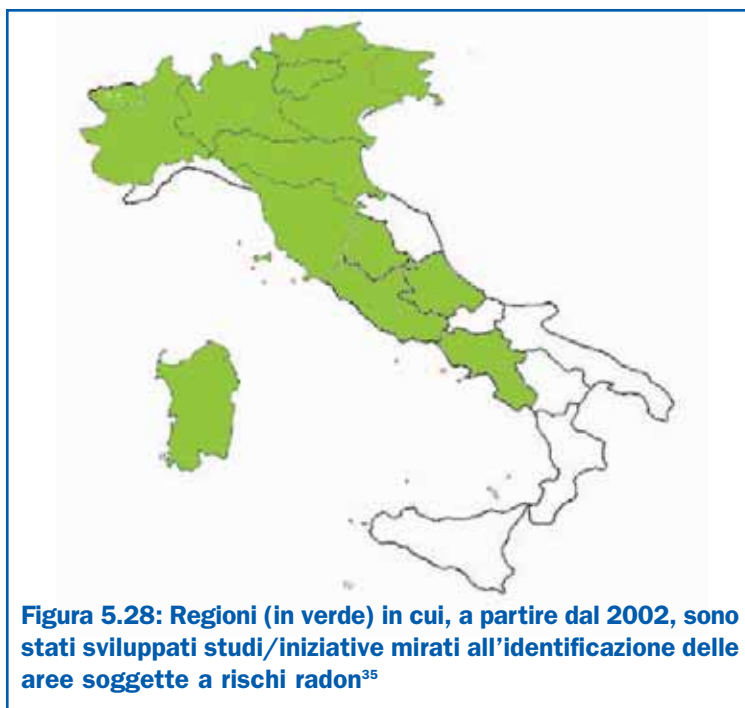 Figura 5.28: Regioni (in verde) in cui, a partire dal 2002, sono
stati sviluppati studi/iniziative mirati all'identificazione delle
aree soggette a rischi radon³⁵